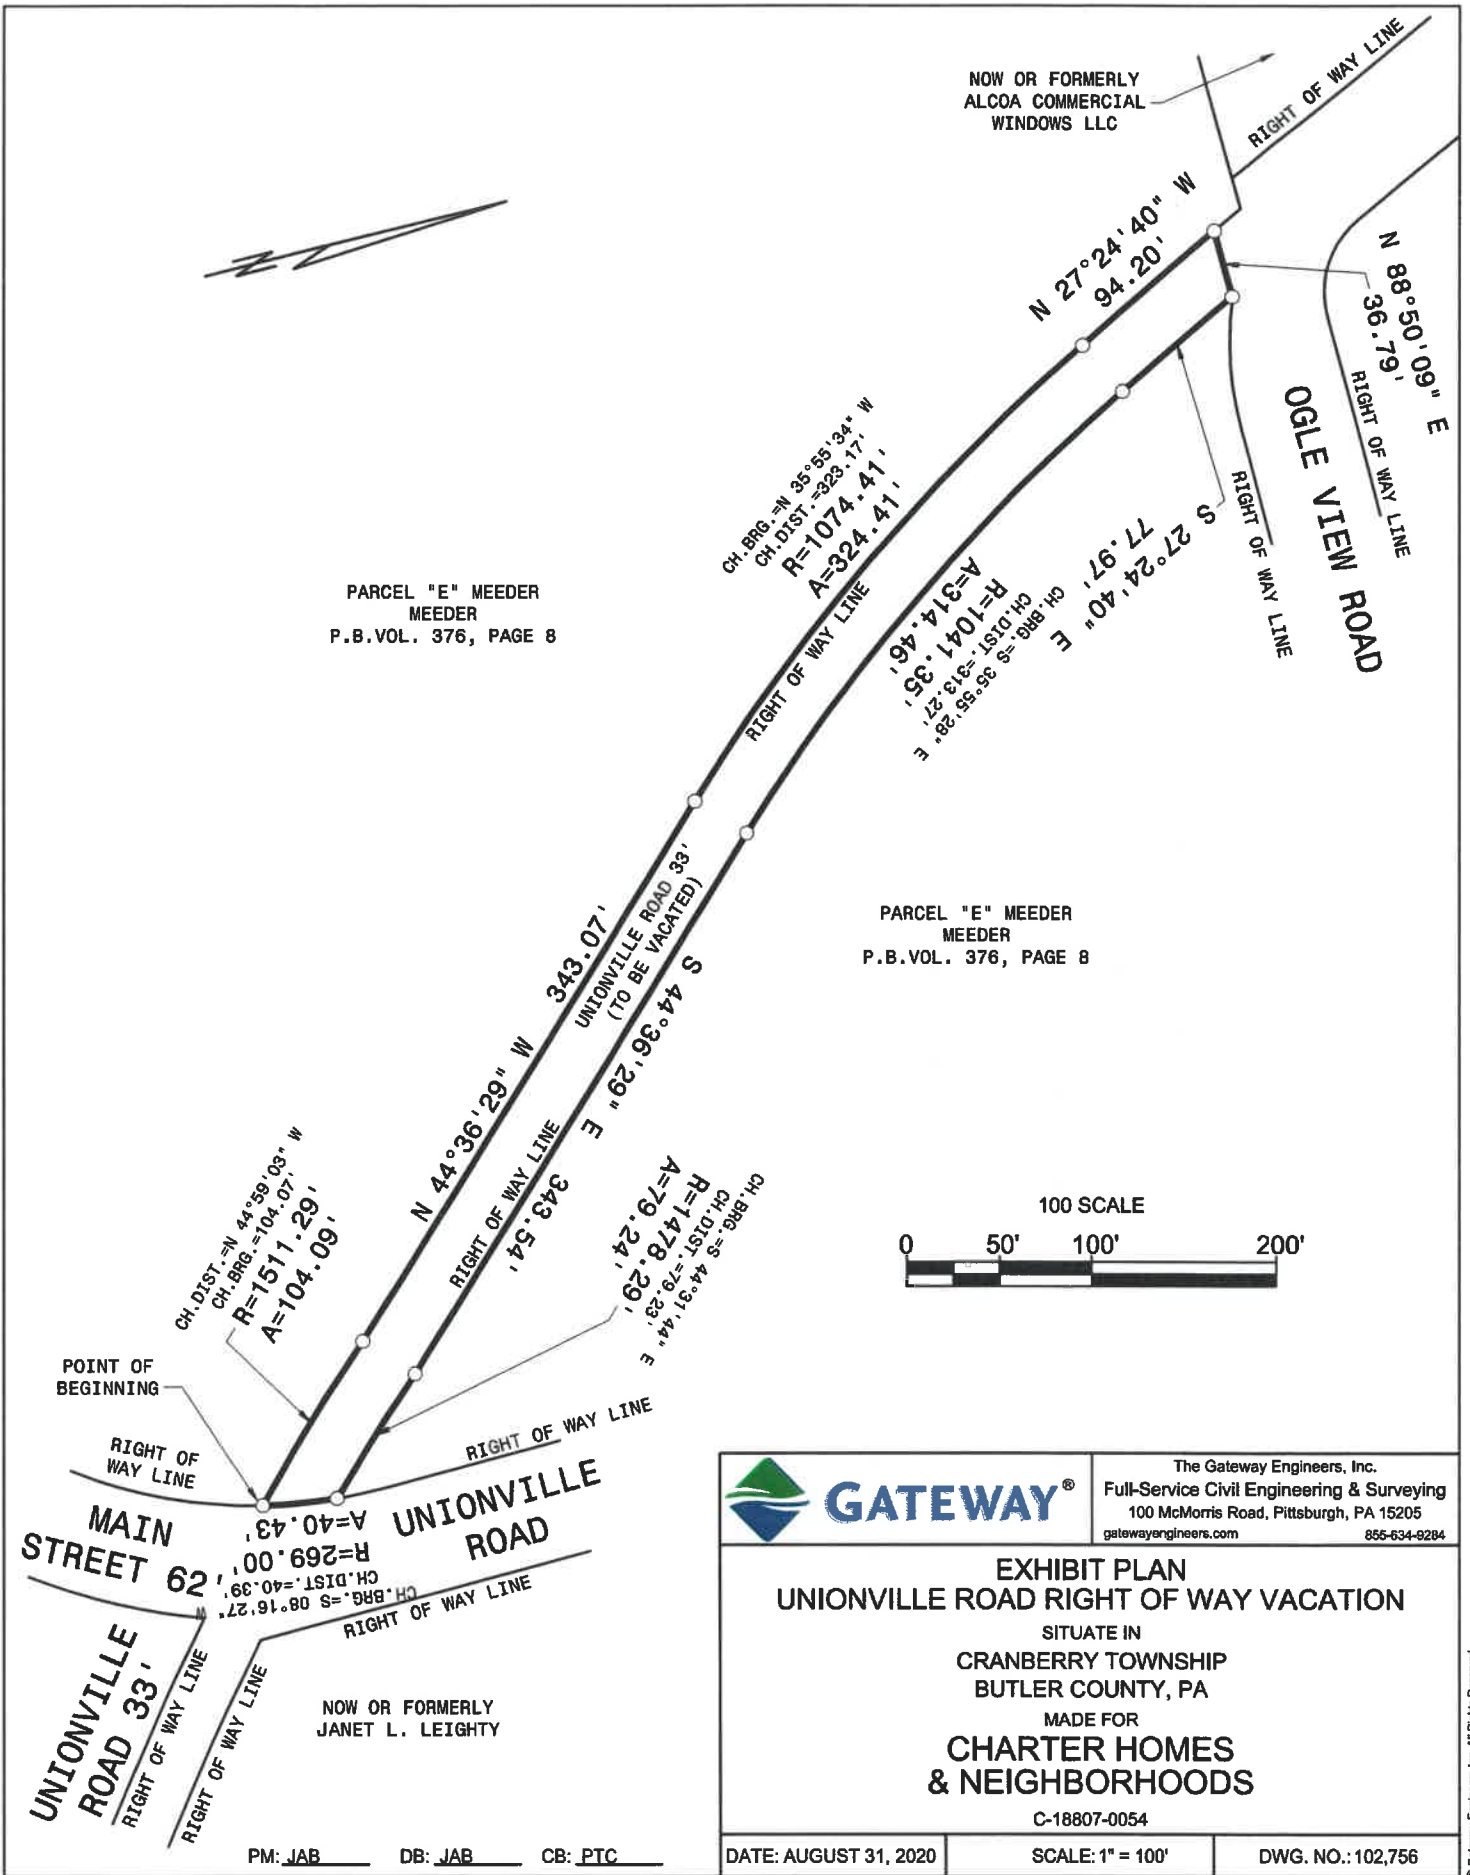 NOW OR FORMERLY
ALCOA COMMERCIAL
WINDOWS LLC
RIGHT OF WAY LINE
N 27°24'40" W
94.20'
N 88°50'09" E
36.79'
RIGHT OF WAY LINE
OGLE VIEW ROAD
RIGHT OF WAY LINE
S 27°24'40" E
77.97'
CH.BRG.=N 35°55'34" W
CH.DIST.=323.17'
R=1074.41'
A=324.41'
RIGHT OF WAY LINE
A=314.46'
R=1041.35'
CH.DIST.=313.27'
CH.BRG.=S 35°55'28" E
PARCEL "E" MEEDER
MEEDER
P.B.VOL. 376, PAGE 8
UNIONVILLE ROAD 33'
(TO BE VACATED)
PARCEL "E" MEEDER
MEEDER
P.B.VOL. 376, PAGE 8
N 44°36'29" W 343.07'
S 44°36'29" E 343.54'
RIGHT OF WAY LINE
CH.DIST.=N 44°59'03" W
CH.BRG.=104.07'
R=1511.29'
A=104.09'
A=79.24'
R=1478.29'
CH.DIST.=79.23'
CH.BRG.=S 44°31'44" E
100 SCALE
0 50' 100' 200'
POINT OF
BEGINNING
RIGHT OF
WAY LINE
RIGHT OF WAY LINE
MAIN
STREET 62'
UNIONVILLE
ROAD
A=40.43'
R=269.00'
CH.DIST.=40.39'
CH.BRG.=S 08°16'27" W
RIGHT OF WAY LINE
UNIONVILLE
ROAD 33'
RIGHT OF WAY LINE
RIGHT OF WAY LINE
NOW OR FORMERLY
JANET L. LEIGHTY
PM: JAB DB: JAB CB: PTC
GATEWAY®
The Gateway Engineers, Inc.
Full-Service Civil Engineering & Surveying
100 McMorris Road, Pittsburgh, PA 15205
gatewayengineers.com 855-634-9284
EXHIBIT PLAN
UNIONVILLE ROAD RIGHT OF WAY VACATION
SITUATE IN
CRANBERRY TOWNSHIP
BUTLER COUNTY, PA
MADE FOR
CHARTER HOMES
& NEIGHBORHOODS
C-18807-0054
DATE: AUGUST 31, 2020
SCALE: 1" = 100'
DWG. NO.: 102,756